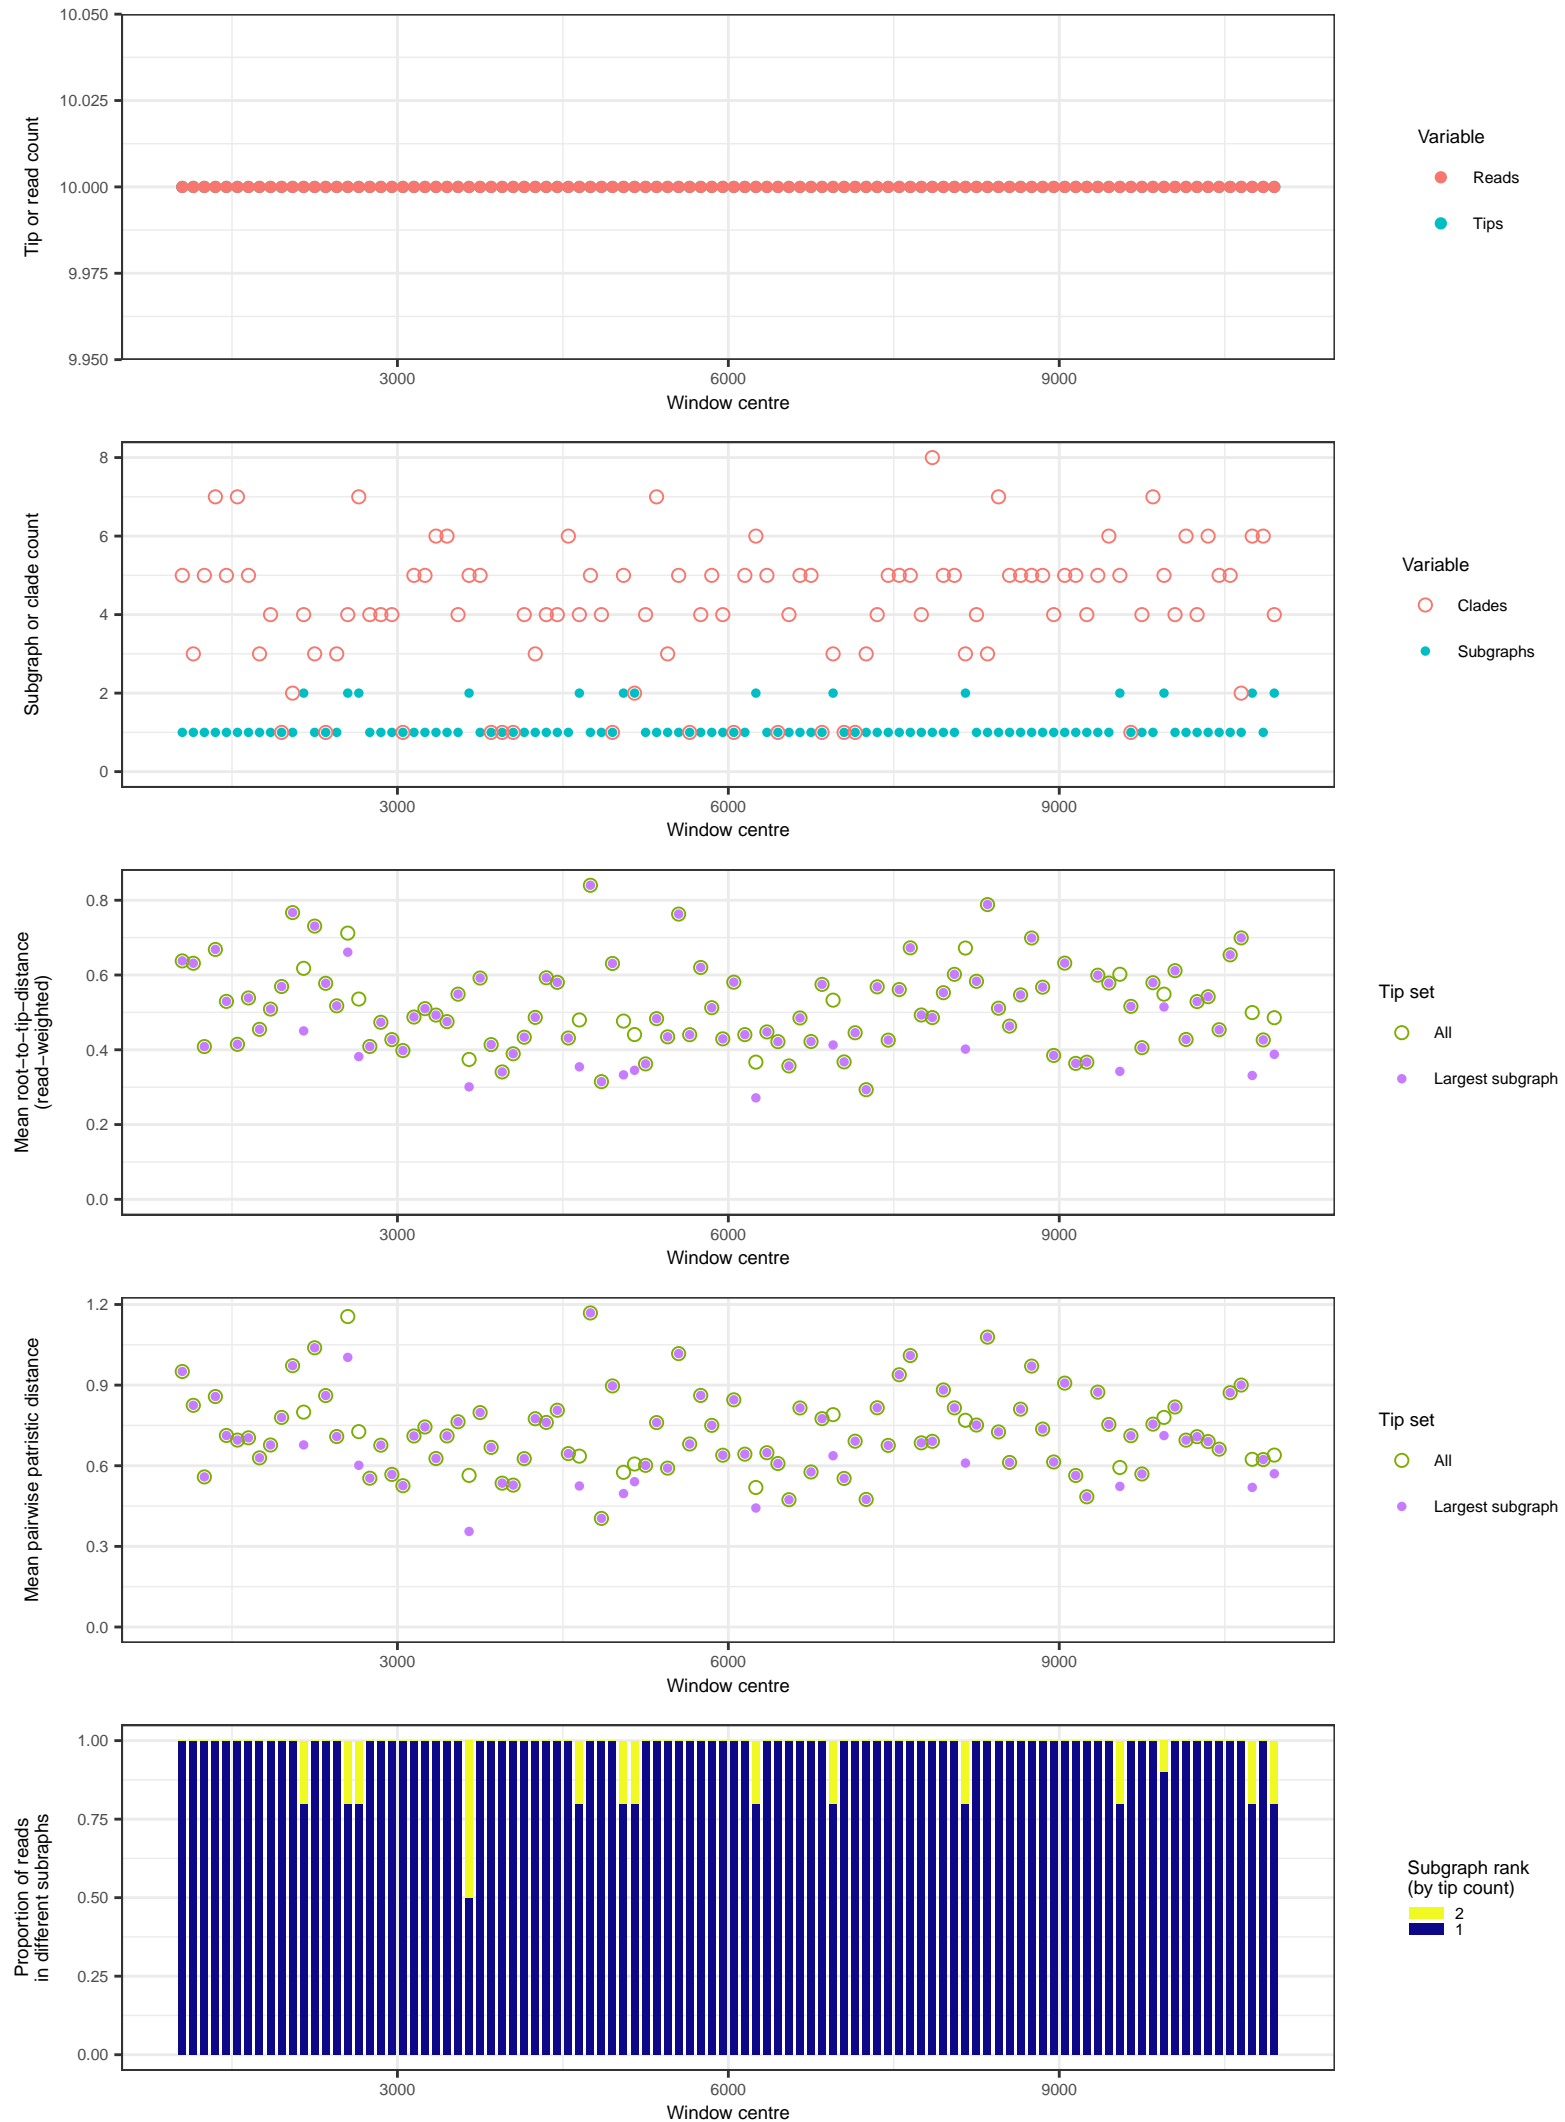 10.050
10.025
10.000
9.975
9.950
Tip or read count
3000
6000
9000
Window centre
Variable
Reads
Tips
8
6
4
2
0
Subgraph or clade count
3000
6000
9000
Window centre
Variable
Clades
Subgraphs
0.8
0.6
0.4
0.2
0.0
Mean root−to−tip−distance
(read−weighted)
3000
6000
9000
Window centre
Tip set
All
Largest subgraph
1.2
0.9
0.6
0.3
0.0
Mean pairwise patristic distance
3000
6000
9000
Window centre
Tip set
All
Largest subgraph
1.00
0.75
0.50
0.25
0.00
Proportion of reads
in different subraphs
3000
6000
9000
Window centre
Subgraph rank
(by tip count)
2
1